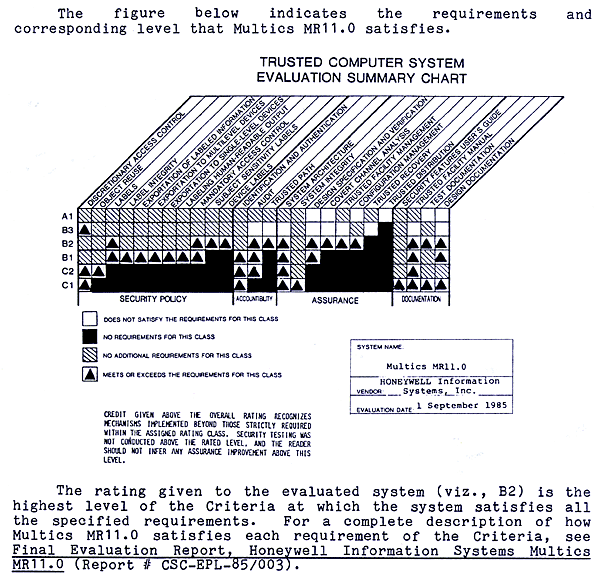 The figure below indicates the requirements and
corresponding level that Multics MR11.0 satisfies.
TRUSTED COMPUTER SYSTEM
EVALUATION SUMMARY CHART
DISCRETIONARY ACCESS CONTROL
OBJECT REUSE
LABELS
LABEL INTEGRITY
EXPORTATION OF LABELED INFORMATION
EXPORTATION TO MULTILEVEL DEVICES
EXPORTATION TO SINGLE-LEVEL DEVICES
LABELING HUMAN-READABLE OUTPUT
MANDATORY ACCESS CONTROL
SUBJECT SENSITIVITY LABELS
DEVICE LABELS
IDENTIFICATION AND AUTHENTICATION
AUDIT
TRUSTED PATH
SYSTEM ARCHITECTURE
SYSTEM INTEGRITY
DESIGN SPECIFICATION AND VERIFICATION
COVERT CHANNEL ANALYSIS
TRUSTED FACILITY MANAGEMENT
CONFIGURATION MANAGEMENT
TRUSTED RECOVERY
TRUSTED DISTRIBUTION
SECURITY FEATURES USER'S GUIDE
TRUSTED FACILITY MANUAL
TEST DOCUMENTATION
DESIGN DOCUMENTATION
A1
B3
B2
B1
C2
C1
SECURITY POLICY
ACCOUNTIBILITY
ASSURANCE
DOCUMENTATION
DOES NOT SATISFY THE REQUIREMENTS FOR THIS CLASS
NO REQUIREMENTS FOR THIS CLASS
NO ADDITIONAL REQUIREMENTS FOR THIS CLASS
MEETS OR EXCEEDS THE REQUIREMENTS FOR THIS CLASS
SYSTEM NAME:
Multics MR11.0
HONEYWELL Information
VENDOR Systems, Inc.
EVALUATION DATE: 1 September 1985
CREDIT GIVEN ABOVE THE OVERALL RATING RECOGNIZES
MECHANISMS IMPLEMENTED BEYOND THOSE STRICTLY REQUIRED
WITHIN THE ASSIGNED RATING CLASS. SECURITY TESTING WAS
NOT CONDUCTED ABOVE THE RATED LEVEL, AND THE READER
SHOULD NOT INFER ANY ASSURANCE IMPROVEMENT ABOVE THIS
LEVEL.
The rating given to the evaluated system (viz., B2) is the
highest level of the Criteria at which the system satisfies all
the specified requirements. For a complete description of how
Multics MR11.0 satisfies each requirement of the Criteria, see
Final Evaluation Report, Honeywell Information Systems Multics
MR11.0 (Report # CSC-EPL-85/003).